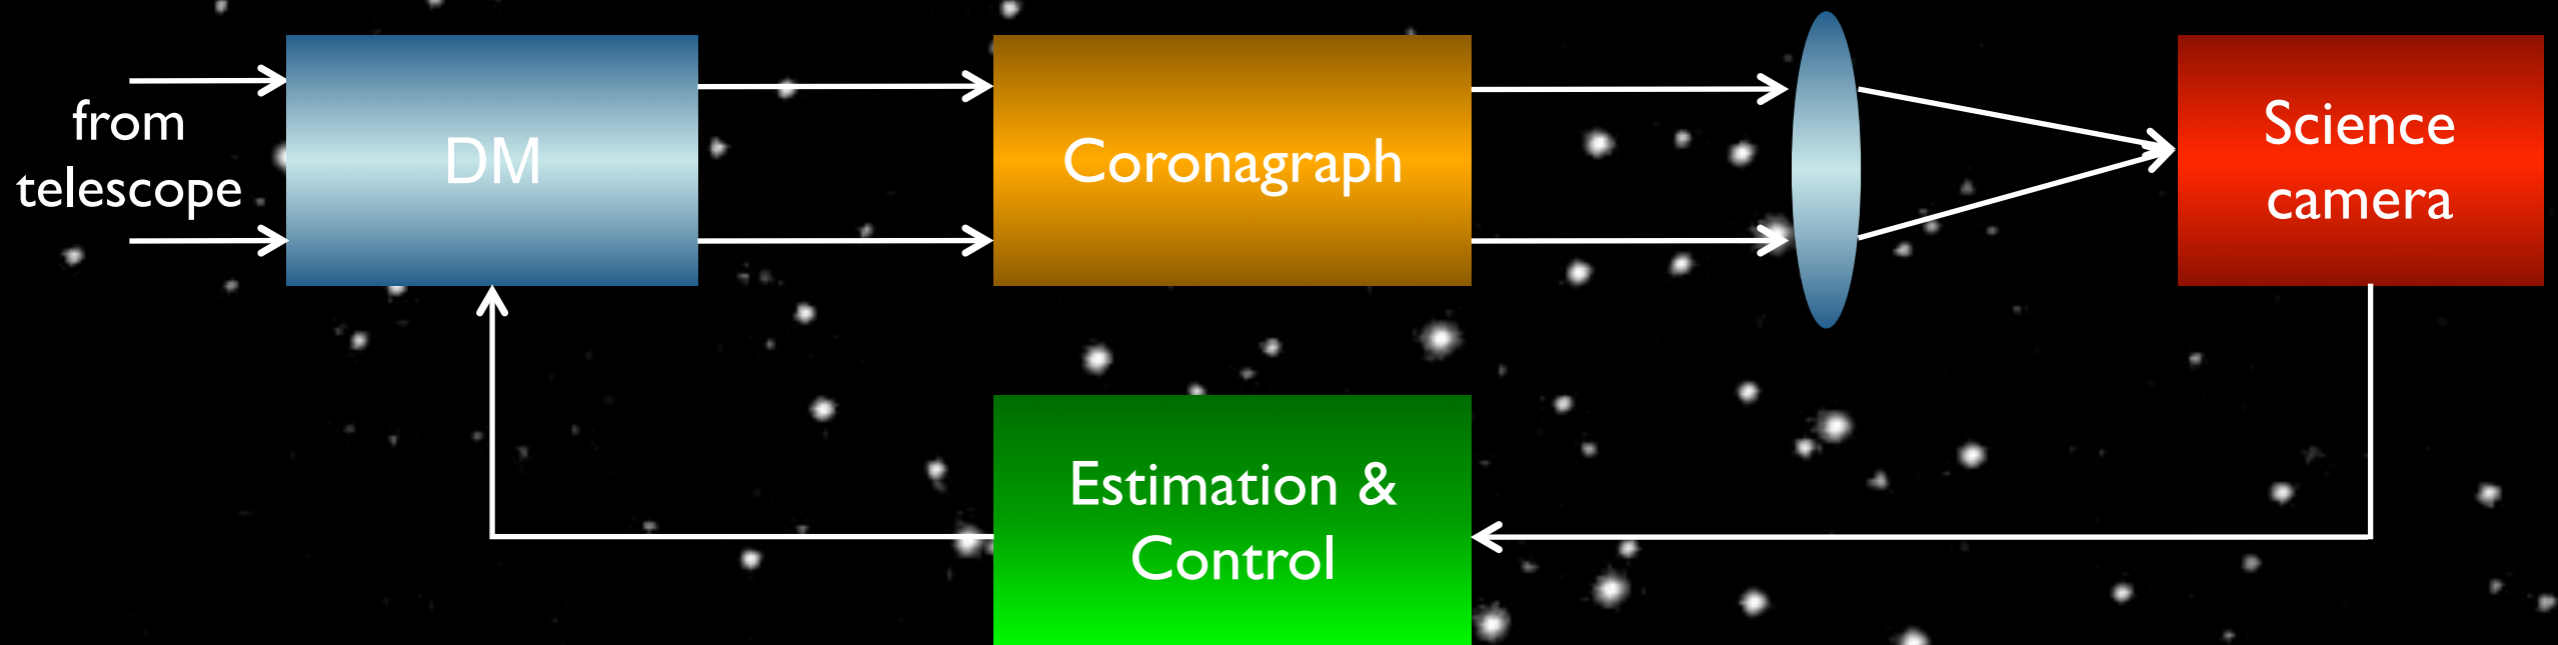 from
telescope
DM
Coronagraph
Science
camera
Estimation &
Control